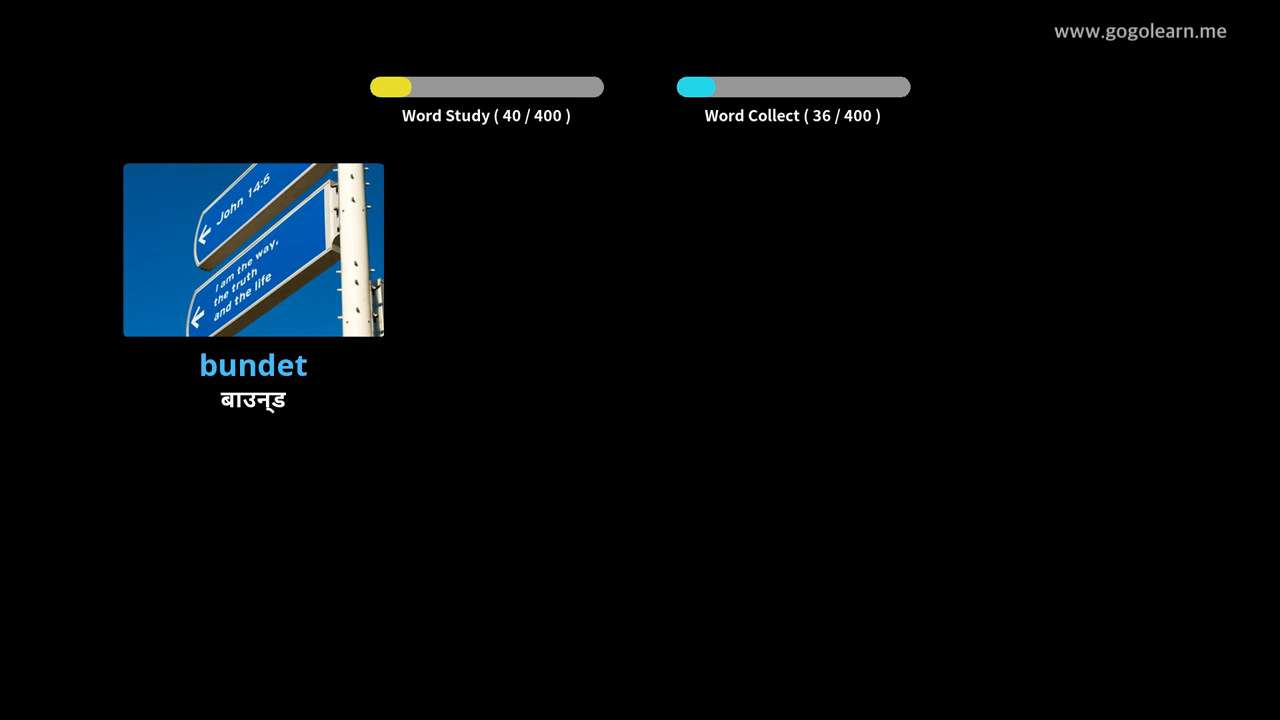 www.gogolearn.me
Word Study ( 40 / 400 )
Word Collect ( 36 / 400 )
John 14:6
I am the way,
the truth
and the life
bundet
बाउन्ड